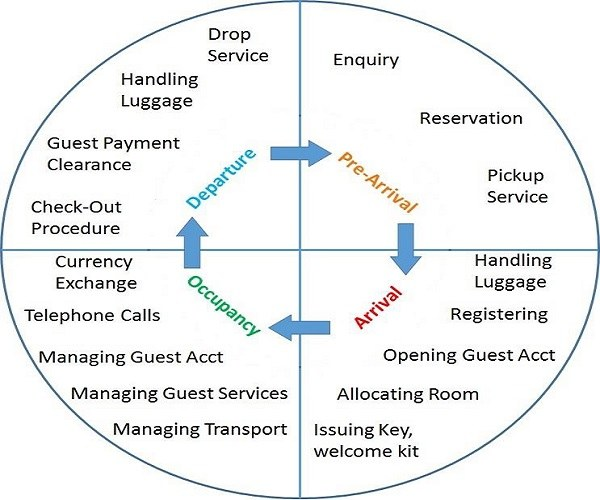 Drop
Service
Handling
Luggage
Guest Payment
Clearance
Check-Out
Procedure
Departure
Enquiry
Reservation
Pickup
Service
Pre-Arrival
Handling
Luggage
Registering
Opening Guest Acct
Allocating Room
Issuing Key,
welcome kit
Arrival
Currency
Exchange
Telephone Calls
Managing Guest Acct
Managing Guest Services
Managing Transport
Occupancy